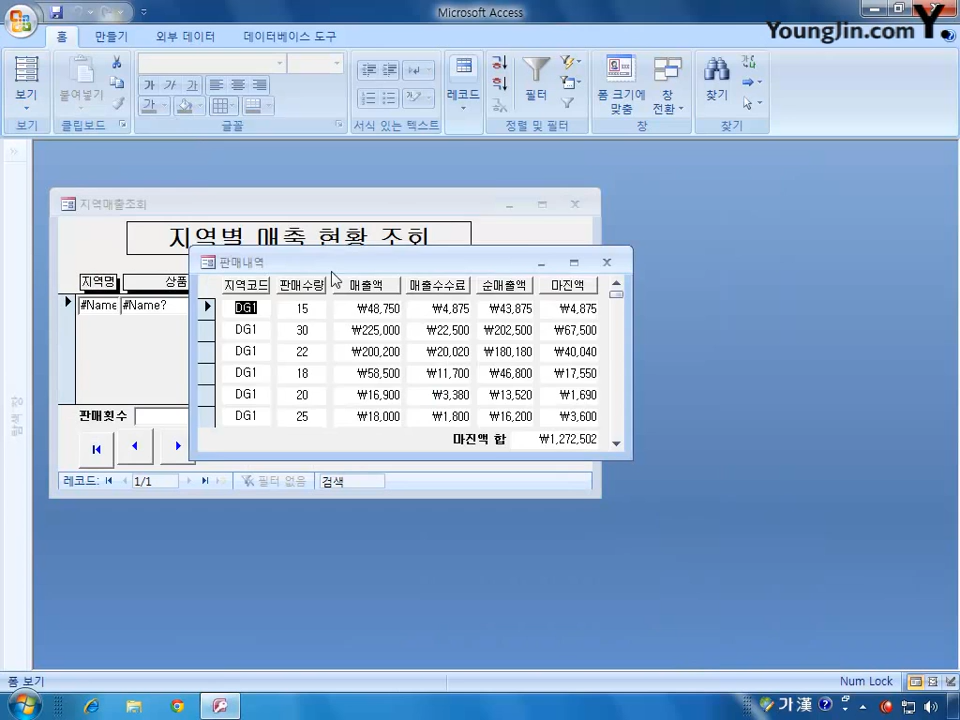 Microsoft Access
YoungJin.com Y.
홈 만들기 외부 데이터 데이터베이스 도구
보기 붙여넣기 가 가 가 가 레코드 필터 폼 크기에 맞춤 창 전환 찾기
보기 클립보드 글꼴 서식 있는 텍스트 정렬 및 필터 창 찾기
지역매출조회
지역별 매출 현황 조회
지역명 상품
#Name #Name?
판매횟수
레코드: 1/1 필터 없음 검색
판매내역
지역코드 판매수량 매출액 매출수수료 순매출액 마진액
DG1 15 ₩48,750 ₩4,875 ₩43,875 ₩4,875
DG1 30 ₩225,000 ₩22,500 ₩202,500 ₩67,500
DG1 22 ₩200,200 ₩20,020 ₩180,180 ₩40,040
DG1 18 ₩58,500 ₩11,700 ₩46,800 ₩17,550
DG1 20 ₩16,900 ₩3,380 ₩13,520 ₩1,690
DG1 25 ₩18,000 ₩1,800 ₩16,200 ₩3,600
마진액 합 ₩1,272,502
탐색 창
폼 보기 Num Lock
가 漢